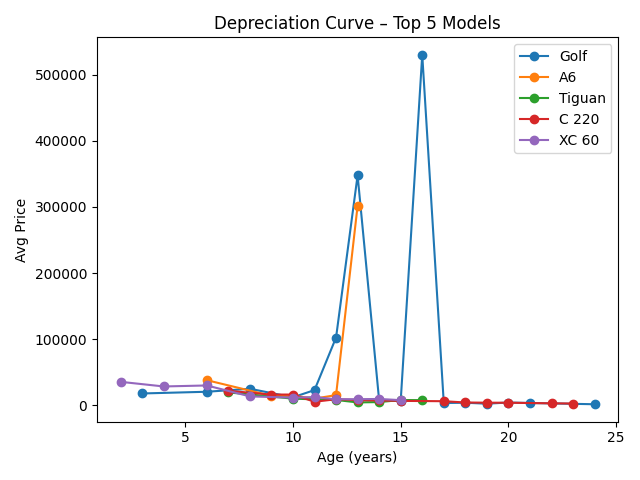 Depreciation Curve – Top 5 Models
Golf
A6
Tiguan
C 220
XC 60
Avg Price
500000
400000
300000
200000
100000
0
5
10
15
20
25
Age (years)